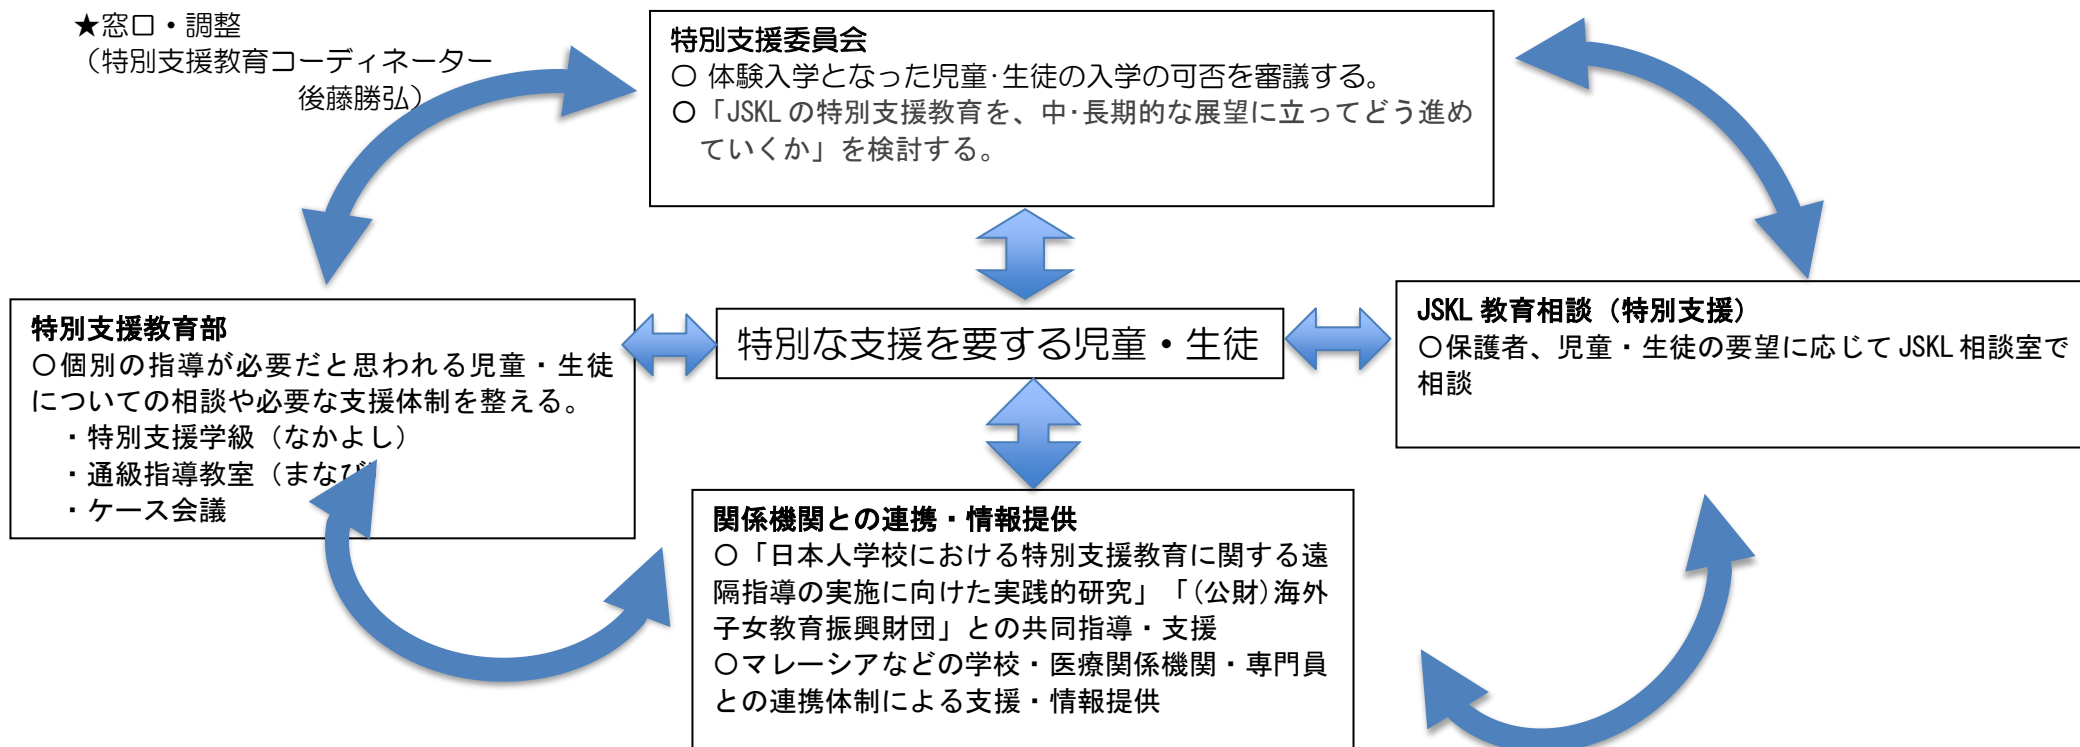 ★窓口・調整
（特別支援教育コーディネーター
後藤勝弘）
特別支援委員会
○ 体験入学となった児童･生徒の入学の可否を審議する。
○「JSKL の特別支援教育を、中･長期的な展望に立ってどう進め
ていくか」を検討する。
特別支援教育部
○個別の指導が必要だと思われる児童・生徒
についての相談や必要な支援体制を整える。
・特別支援学級（なかよし）
・通級指導教室（まなび
・ケース会議
特別な支援を要する児童・生徒
JSKL 教育相談（特別支援）
○保護者、児童・生徒の要望に応じて JSKL 相談室で
相談
関係機関との連携・情報提供
○「日本人学校における特別支援教育に関する遠
隔指導の実施に向けた実践的研究」「(公財)海外
子女教育振興財団」との共同指導・支援
○マレーシアなどの学校・医療関係機関・専門員
との連携体制による支援・情報提供